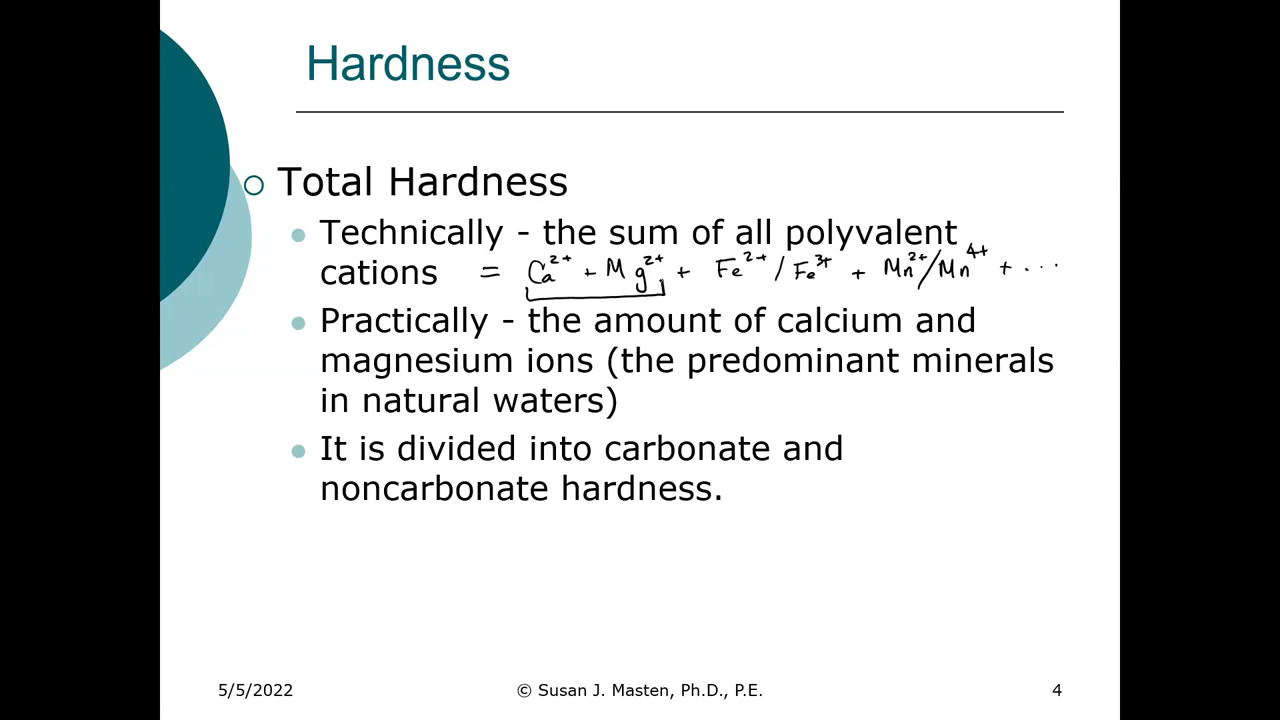 Hardness
Total Hardness
Technically - the sum of all polyvalent
cations = Ca²⁺ + Mg²⁺ + Fe²⁺/Fe³⁺ + Mn²⁺/Mn⁴⁺ + ...
Practically - the amount of calcium and
magnesium ions (the predominant minerals
in natural waters)
It is divided into carbonate and
noncarbonate hardness.
5/5/2022 © Susan J. Masten, Ph.D., P.E. 4